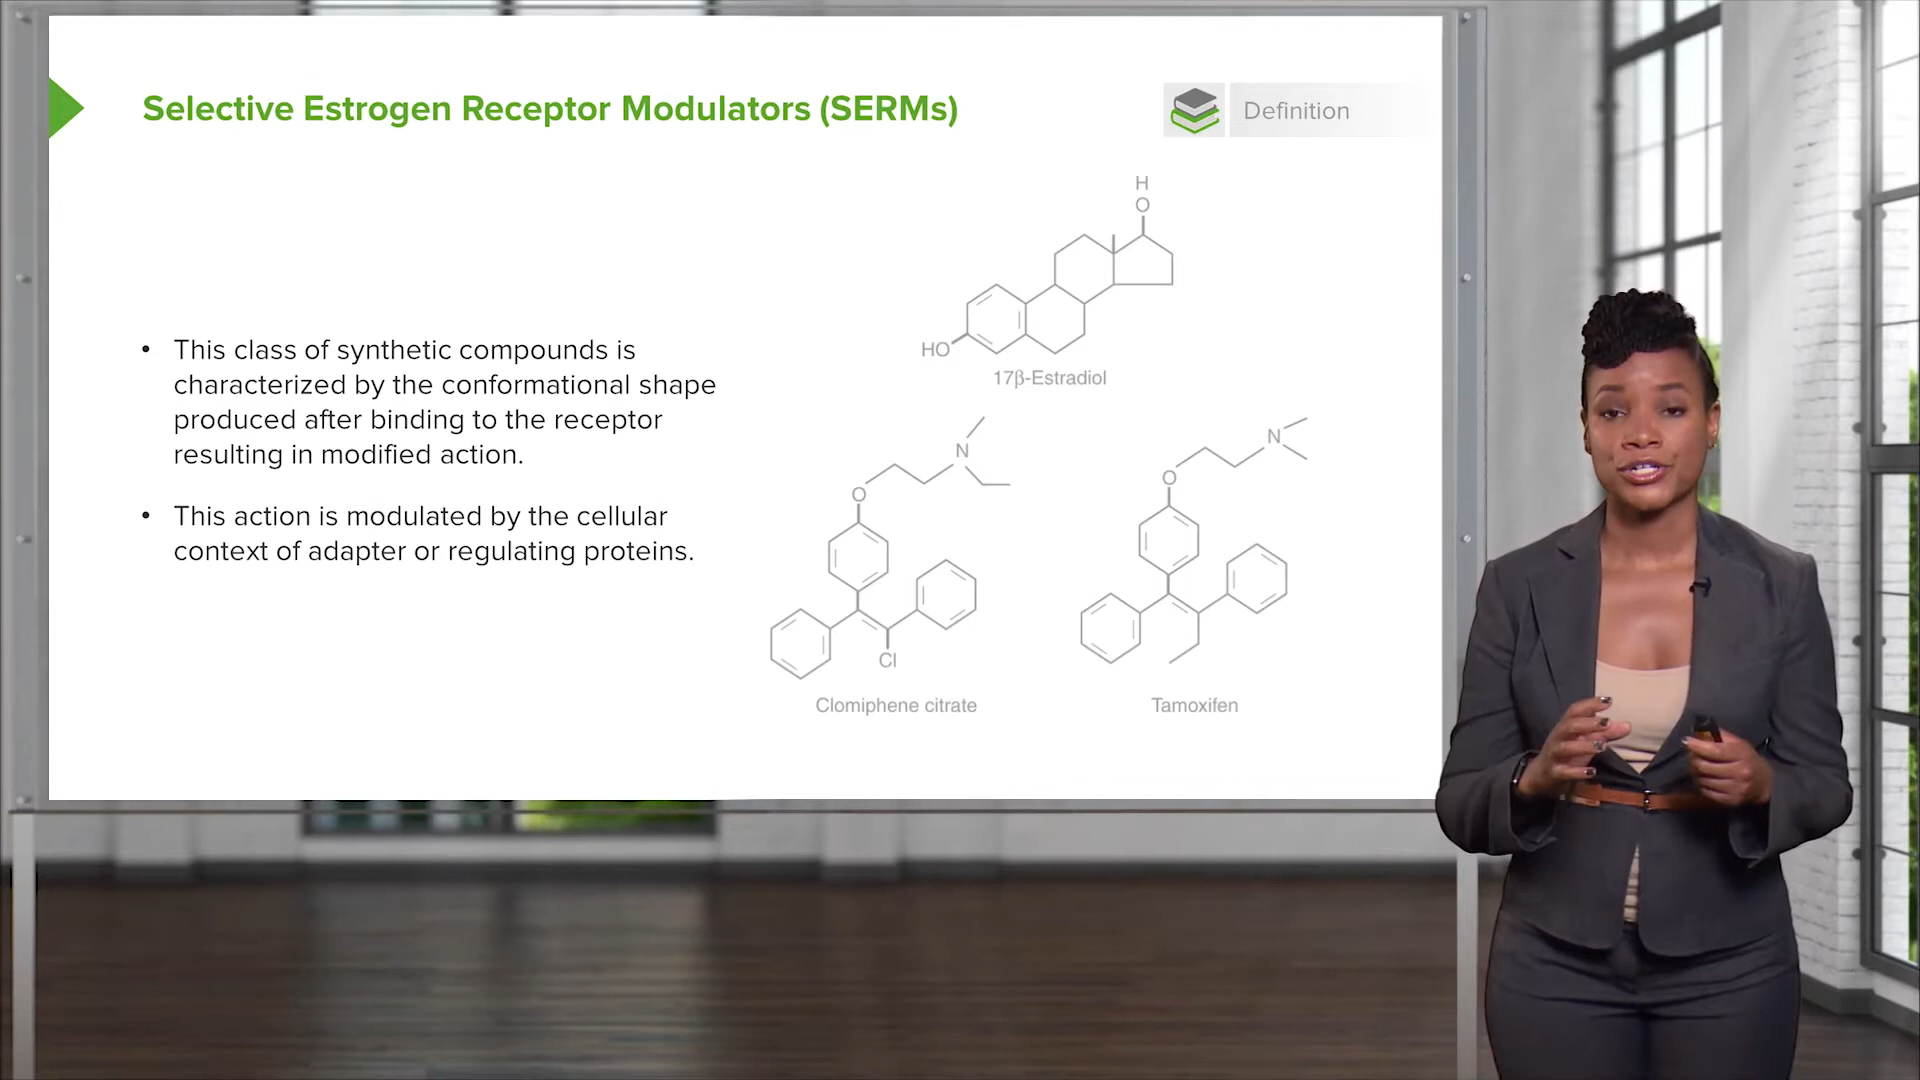 Selective Estrogen Receptor Modulators (SERMs)
Definition
• This class of synthetic compounds is
characterized by the conformational shape
produced after binding to the receptor
resulting in modified action.
• This action is modulated by the cellular
context of adapter or regulating proteins.
H
O
HO
17β-Estradiol
N
O
Cl
Clomiphene citrate
N
O
Tamoxifen